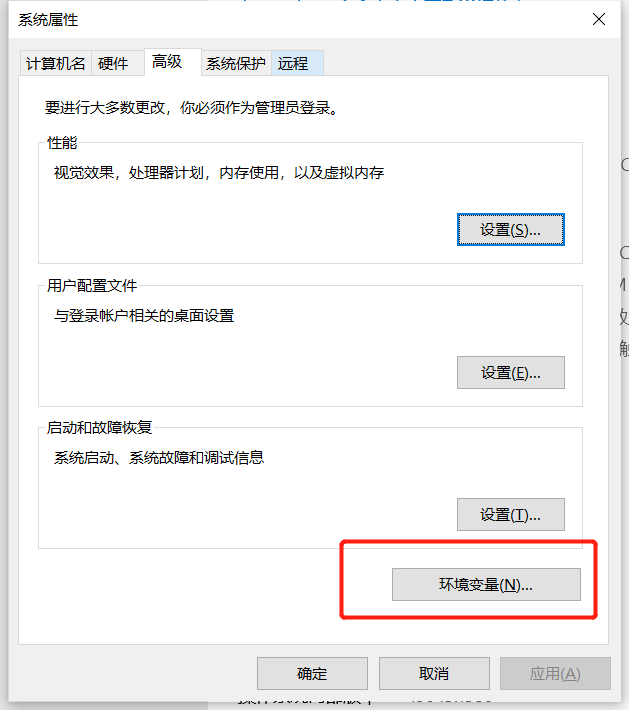 系统属性
计算机名 硬件 高级 系统保护 远程
要进行大多数更改，你必须作为管理员登录。
性能
视觉效果，处理器计划，内存使用，以及虚拟内存
设置(S)...
用户配置文件
与登录帐户相关的桌面设置
设置(E)...
启动和故障恢复
系统启动、系统故障和调试信息
设置(T)...
环境变量(N)...
确定 取消 应用(A)